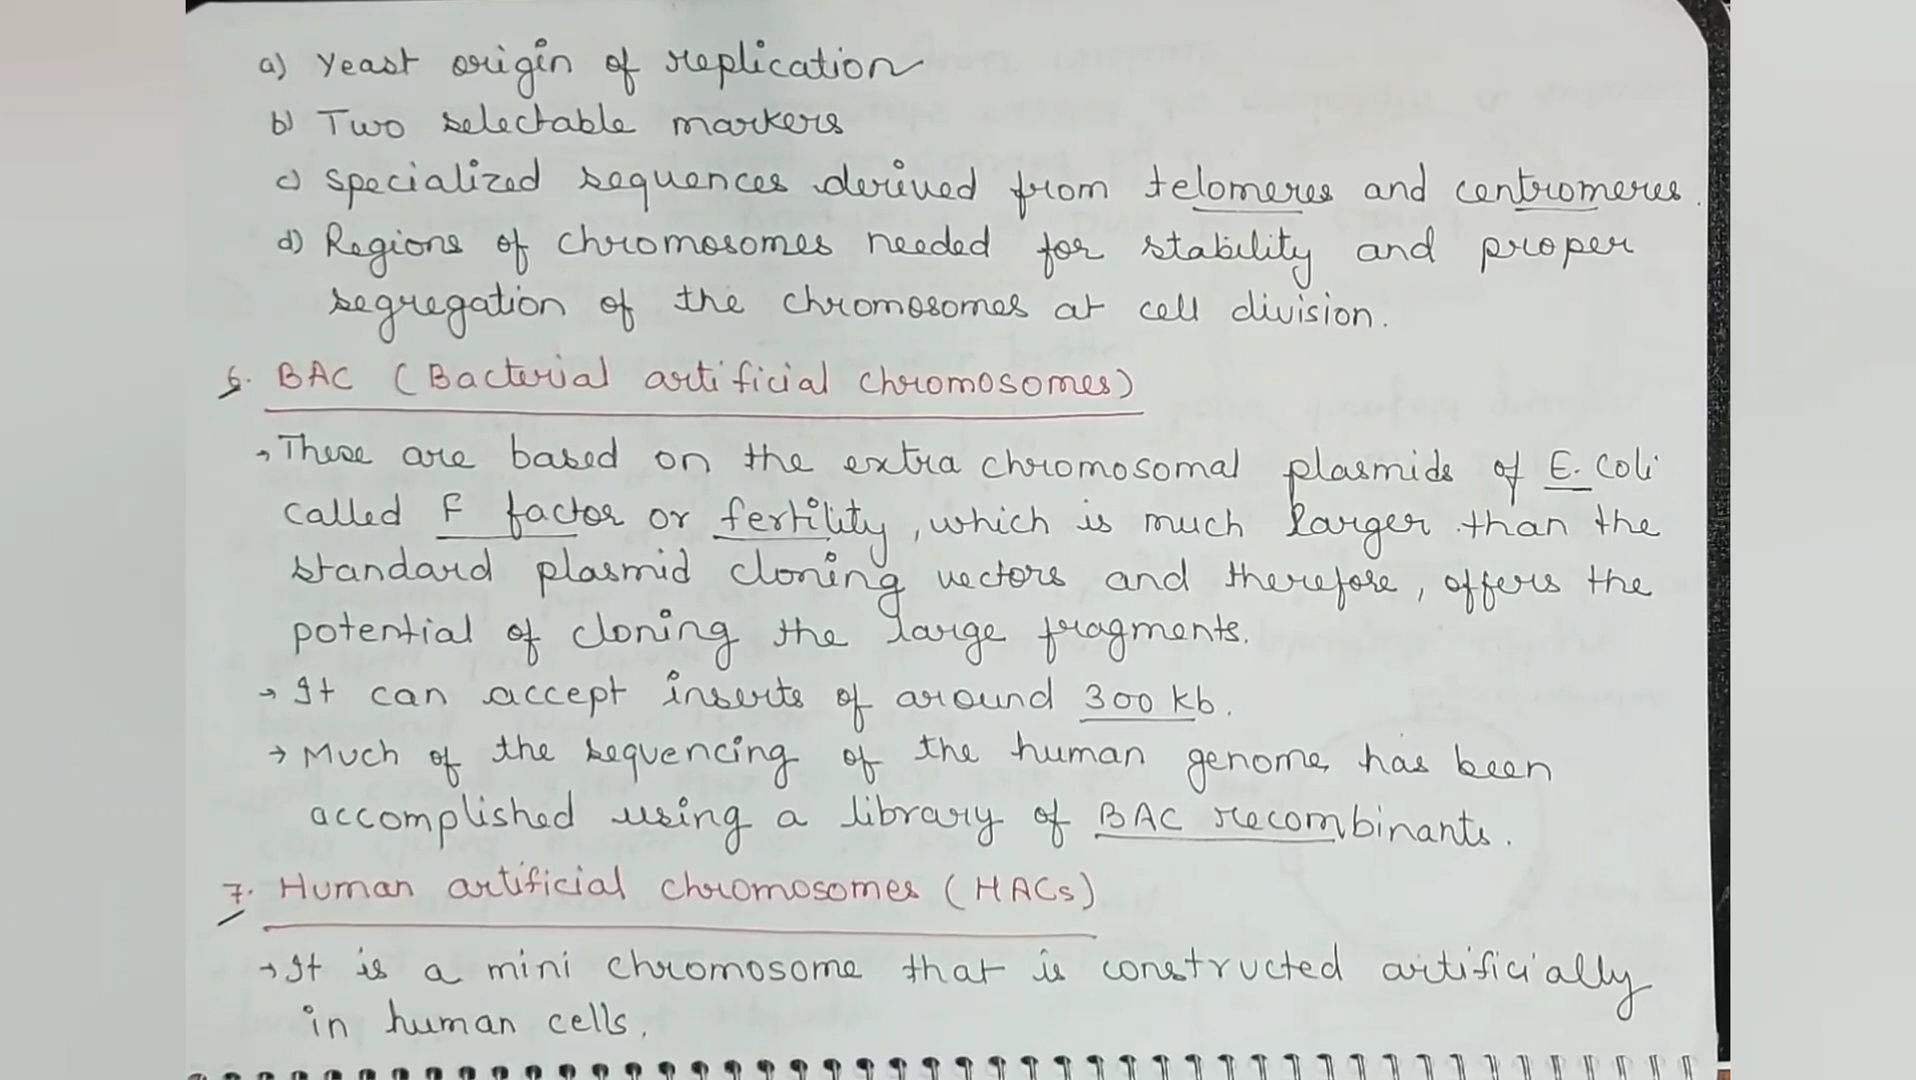 a) Yeast origin of replication
b) Two selectable markers
c) specialized sequences derived from telomeres and centromeres.
d) Regions of chromosomes needed for stability and proper
segregation of the chromosomes at cell division.
6. BAC (Bacterial artificial chromosomes)
→ These are based on the extra chromosomal plasmids of E. coli
called F factor or fertility, which is much larger than the
standard plasmid cloning vectors and therefore, offers the
potential of cloning the large fragments.
→ It can accept inserts of around 300 kb.
→ Much of the sequencing of the human genome has been
accomplished using a library of BAC recombinants.
7. Human artificial chromosomes (HACs)
→ It is a mini chromosome that is constructed artificially
in human cells.